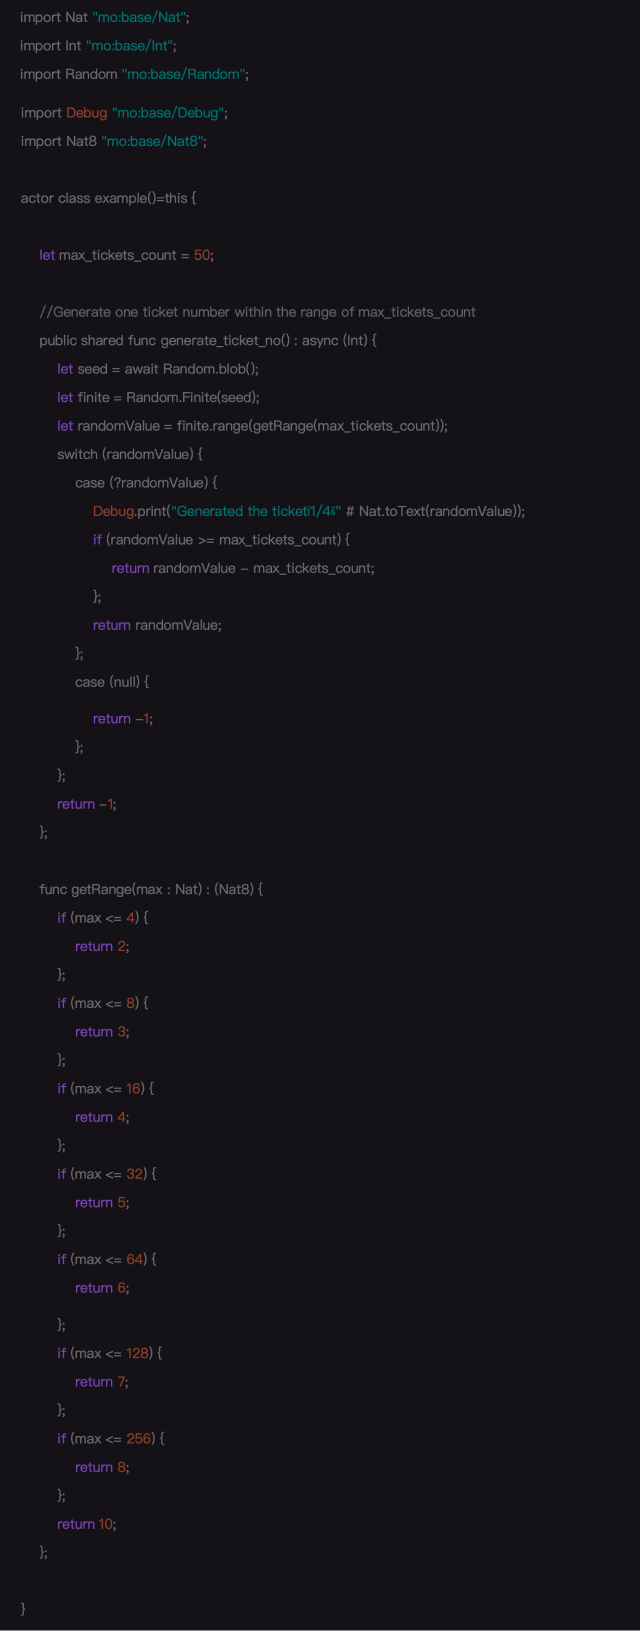 import Nat "mo:base/Nat";
import Int "mo:base/Int";
import Random "mo:base/Random";
import Debug "mo:base/Debug";
import Nat8 "mo:base/Nat8";
actor class example()=this {
let max_tickets_count = 50;
//Generate one ticket number within the range of max_tickets_count
public shared func generate_ticket_no() : async (Int) {
let seed = await Random.blob();
let finite = Random.Finite(seed);
let randomValue = finite.range(getRange(max_tickets_count));
switch (randomValue) {
case (?randomValue) {
Debug.print("Generated the ticketï1/4š" # Nat.toText(randomValue));
if (randomValue >= max_tickets_count) {
return randomValue - max_tickets_count;
};
return randomValue;
};
case (null) {
return -1;
};
};
return -1;
};
func getRange(max : Nat) : (Nat8) {
if (max <= 4) {
return 2;
};
if (max <= 8) {
return 3;
};
if (max <= 16) {
return 4;
};
if (max <= 32) {
return 5;
};
if (max <= 64) {
return 6;
};
if (max <= 128) {
return 7;
};
if (max <= 256) {
return 8;
};
return 10;
};
}